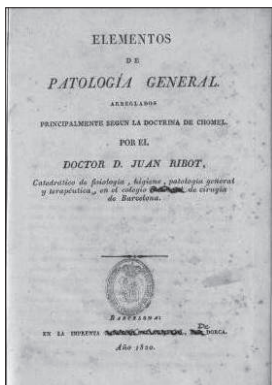 ELEMENTOS
DE
PATOLOGÍA GENERAL.
ARREGLADOS
PRINCIPALMENTE SEGUN LA DOCTRINA DE CHOMEL.
POR EL
DOCTOR D. JUAN RIBOT,
Catedrático de fisiología, higiene, patología general
y terapéutica, en el colegio de cirugía
de Barcelona.
BARCELONA:
EN LA IMPRENTA De DORCA.
Año 1820.